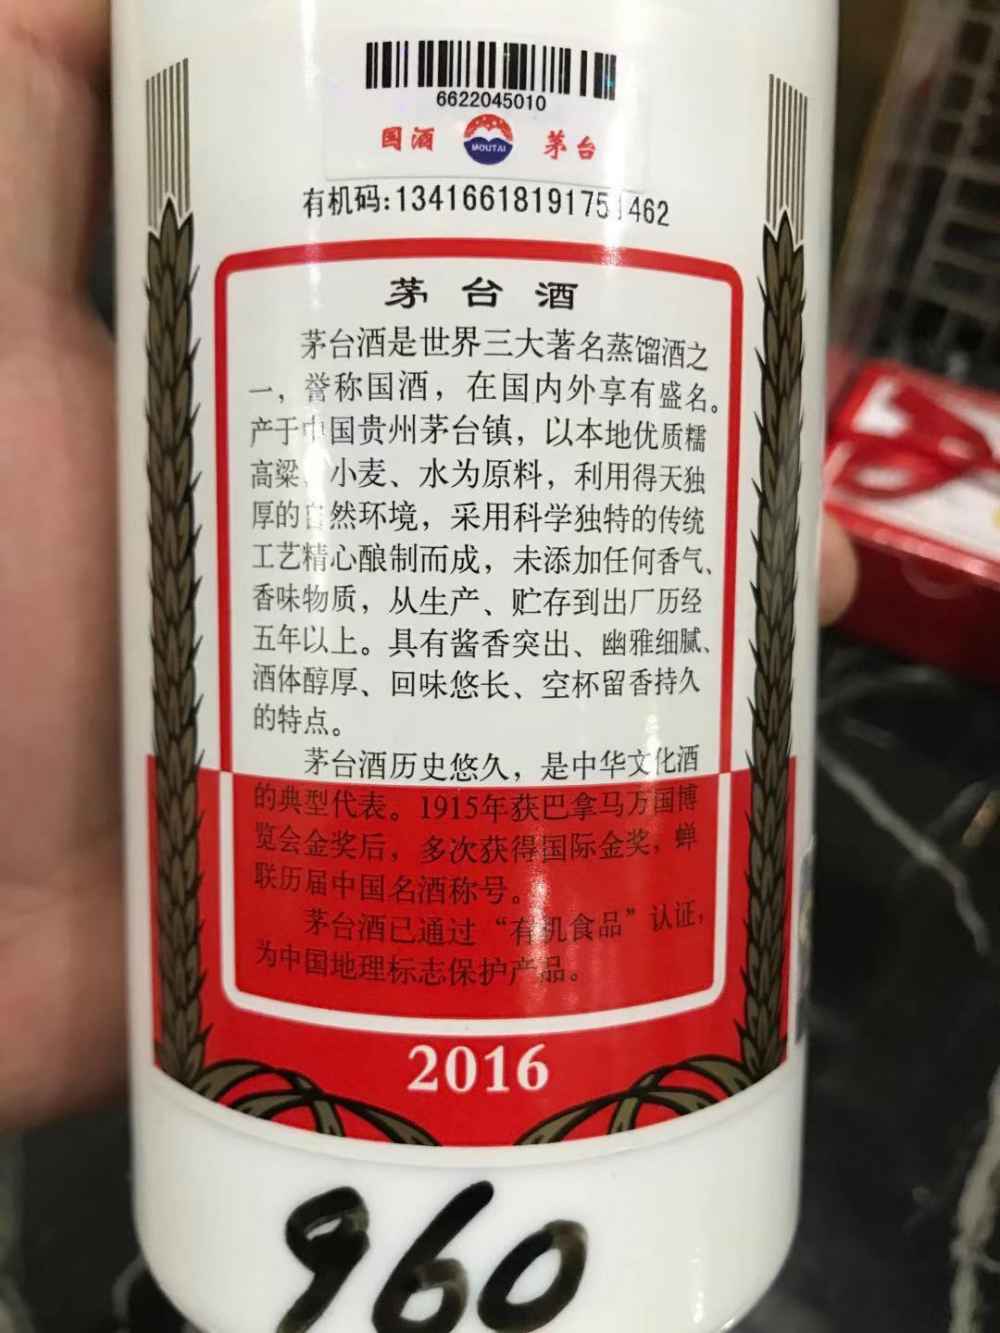 6622045010
国酒 MOUTAI 茅台
有机码:13416618191751462
茅台酒
茅台酒是世界三大著名蒸馏酒之
一，誉称国酒，在国内外享有盛名。
产于中国贵州茅台镇，以本地优质糯
高粱、小麦、水为原料，利用得天独
厚的自然环境，采用科学独特的传统
工艺精心酿制而成，未添加任何香气、
香味物质，从生产、贮存到出厂历经
五年以上。具有酱香突出、幽雅细腻、
酒体醇厚、回味悠长、空杯留香持久
的特点。
茅台酒历史悠久，是中华文化酒
的典型代表。1915年获巴拿马万国博
览会金奖后，多次获得国际金奖，蝉
联历届中国名酒称号。
茅台酒已通过“有机食品”认证，
为中国地理标志保护产品。
2016
960